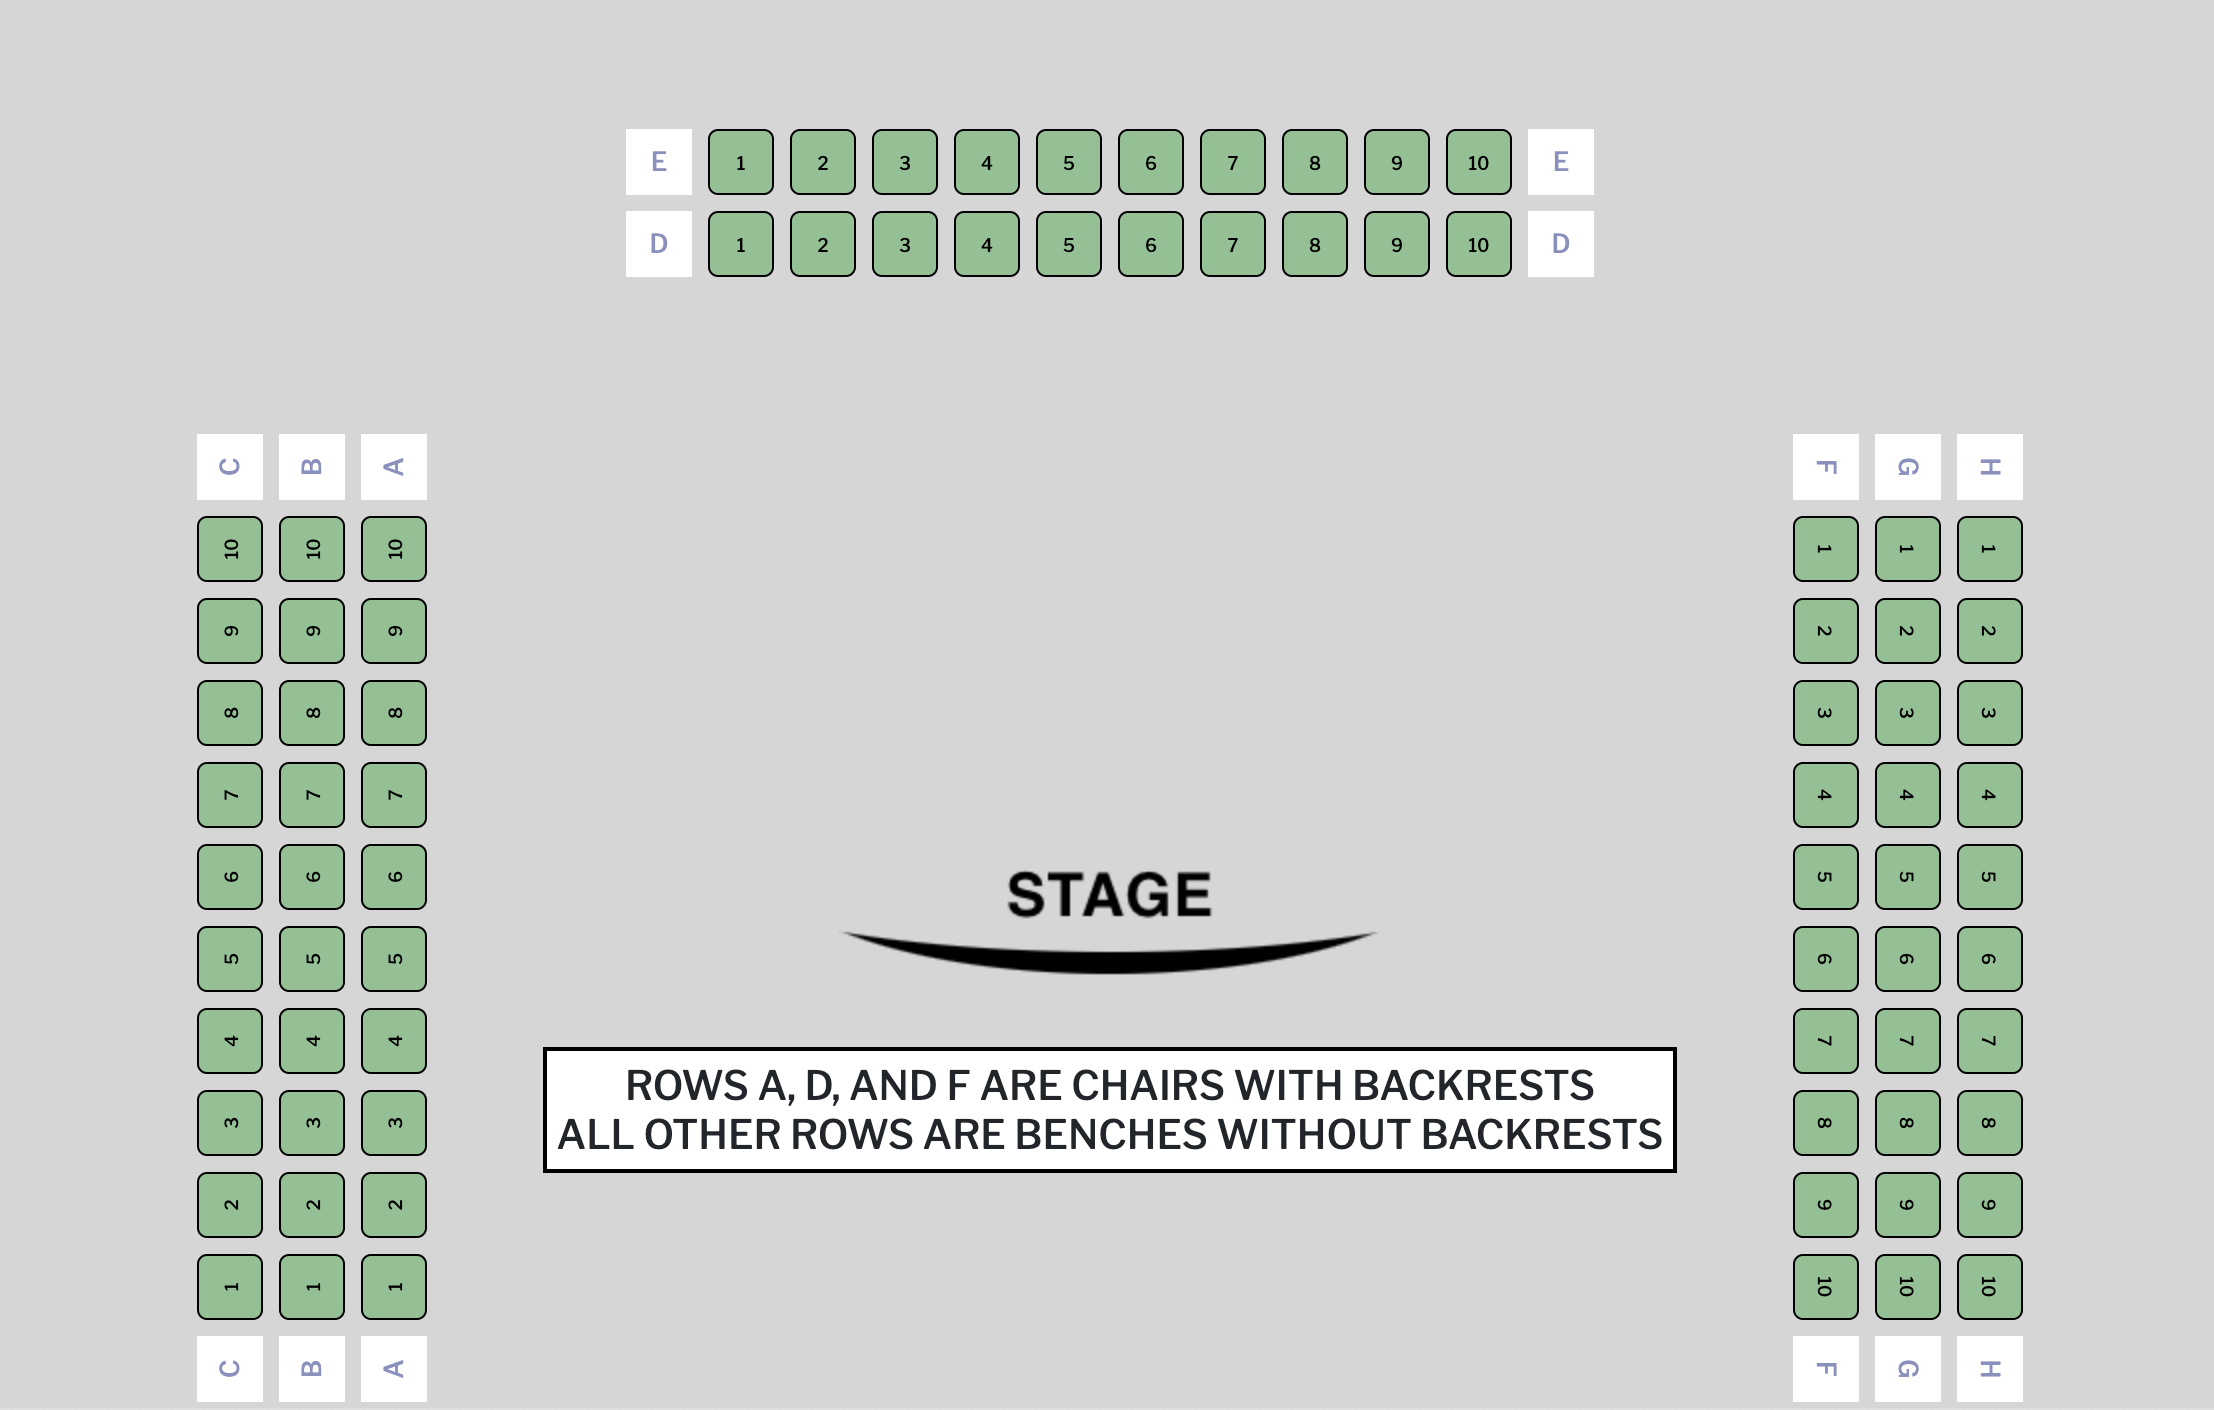 E 1 2 3 4 5 6 7 8 9 10 E
D 1 2 3 4 5 6 7 8 9 10 D
C B A F G H
10 10 10 1 1 1
9 9 9 2 2 2
8 8 8 3 3 3
7 7 7 4 4 4
6 6 6 5 5 5
STAGE
5 5 5 6 6 6
4 4 4 7 7 7
ROWS A, D, AND F ARE CHAIRS WITH BACKRESTS
3 3 3 8 8 8
ALL OTHER ROWS ARE BENCHES WITHOUT BACKRESTS
2 2 2 9 9 9
1 1 1 10 10 10
C B A F G H